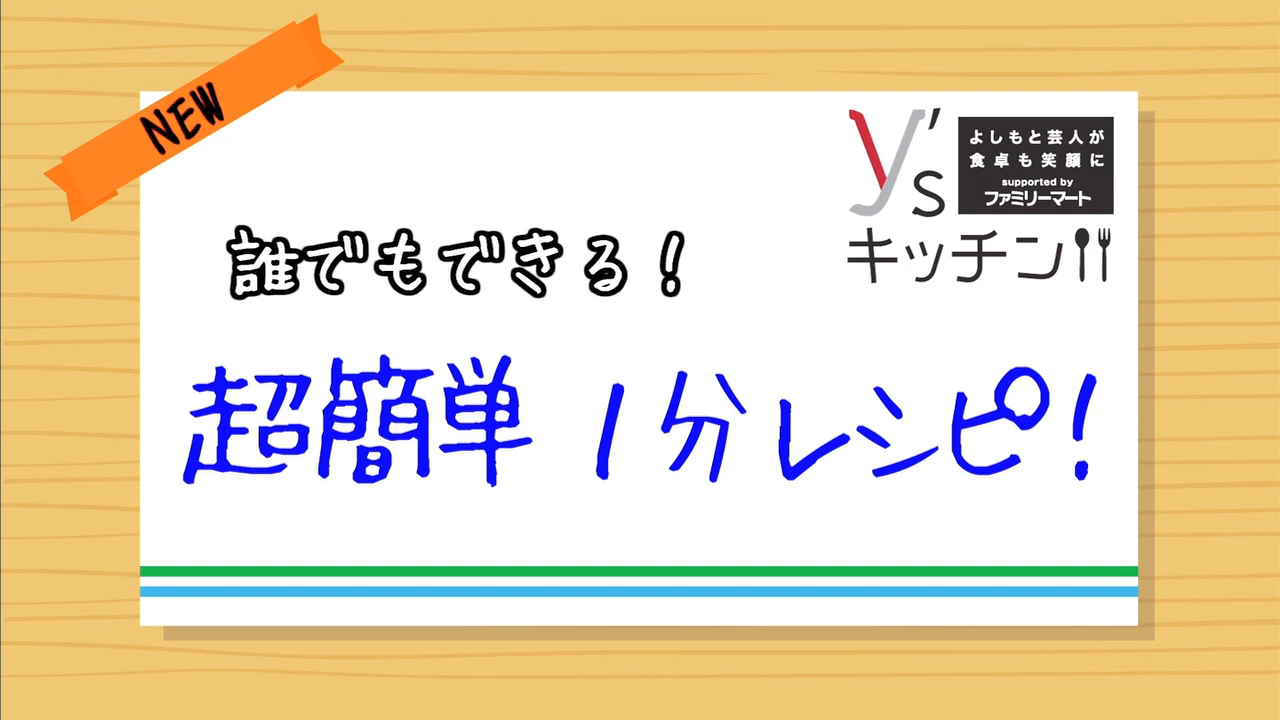 NEW
y's
キッチン
よしもと芸人が
食卓も笑顔に
supported by
ファミリーマート
誰でもできる！
超簡単 1分レシピ！